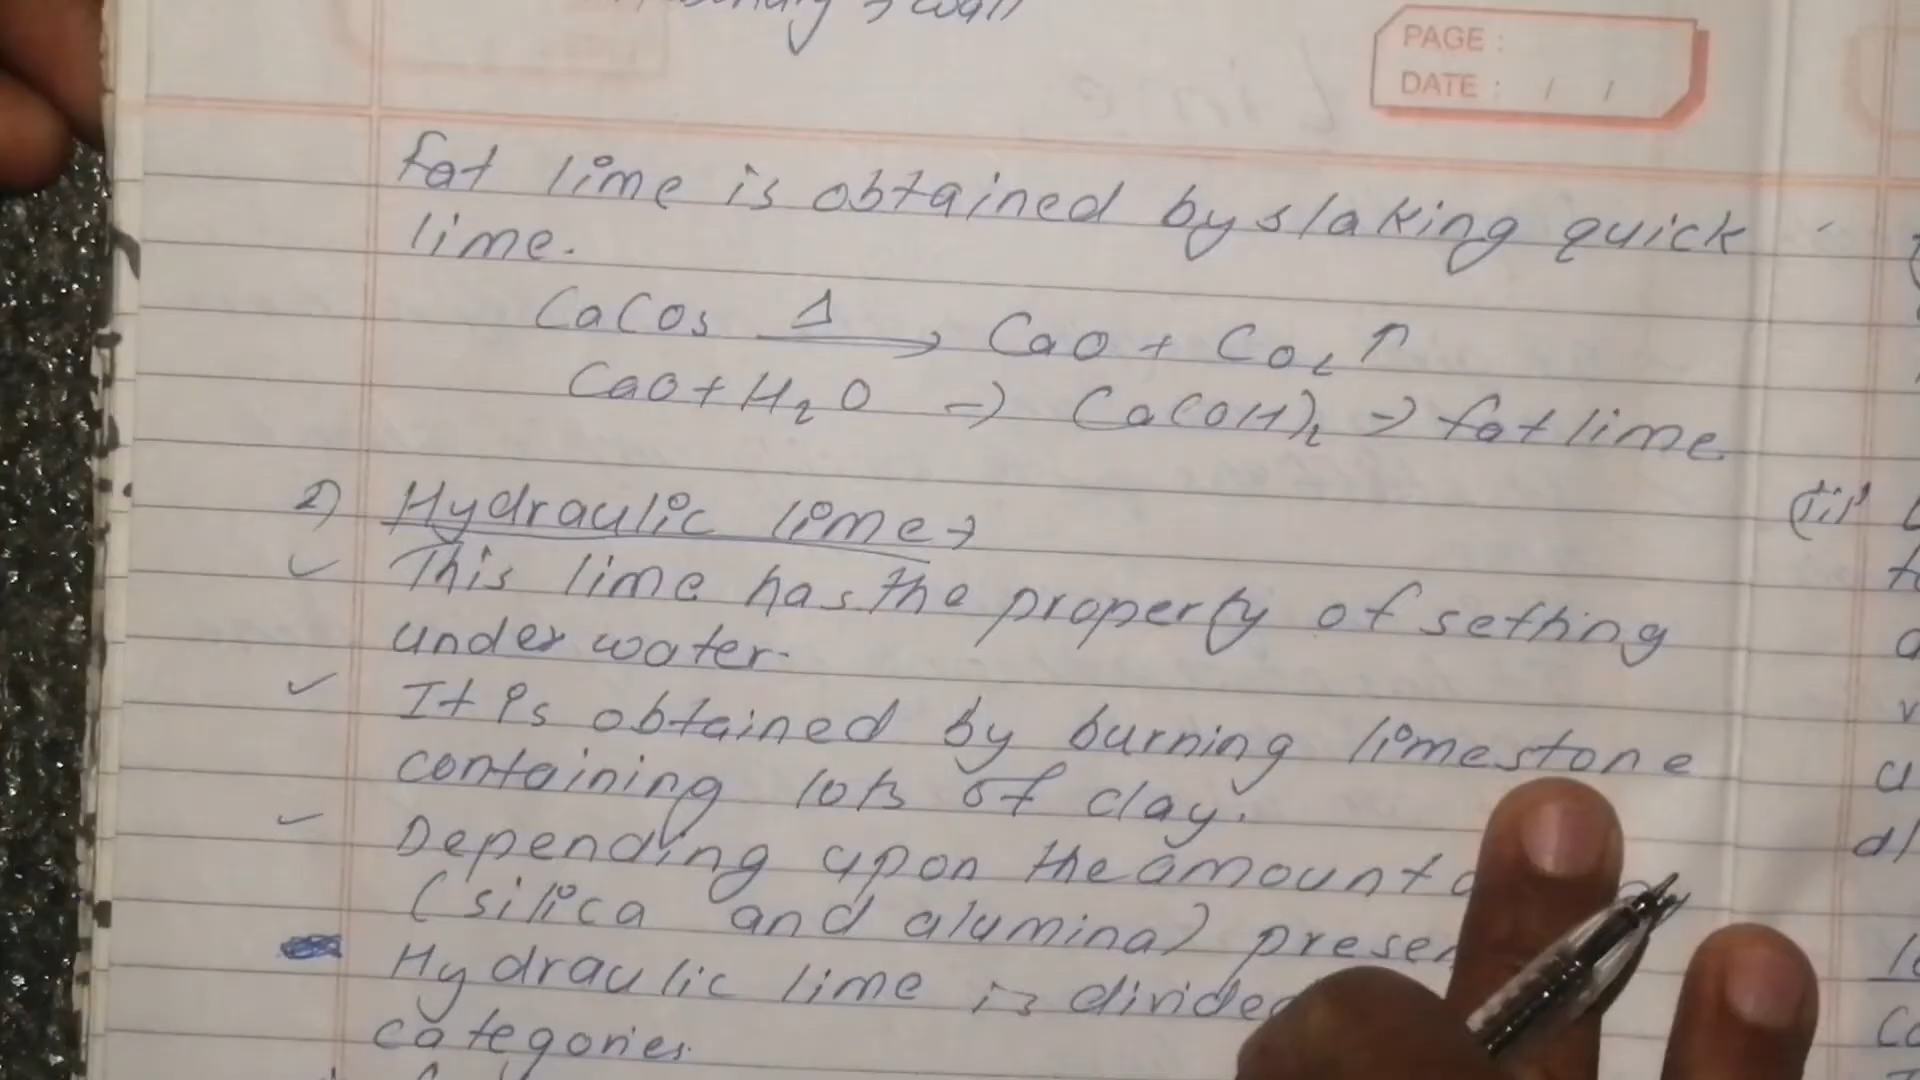 → wall
PAGE :
DATE : / /
fat lime is obtained by slaking quick
lime.
CaCO3 Δ → CaO + CO2 ↑
CaO + H2O → Ca(OH)2 → fat lime
2) Hydraulic lime →
✓ This lime has the property of setting
under water.
✓ It is obtained by burning limestone
containing lots of clay.
✓ Depending upon the amount
(silica and alumina)
Hydraulic lime is
categories.
(iii)